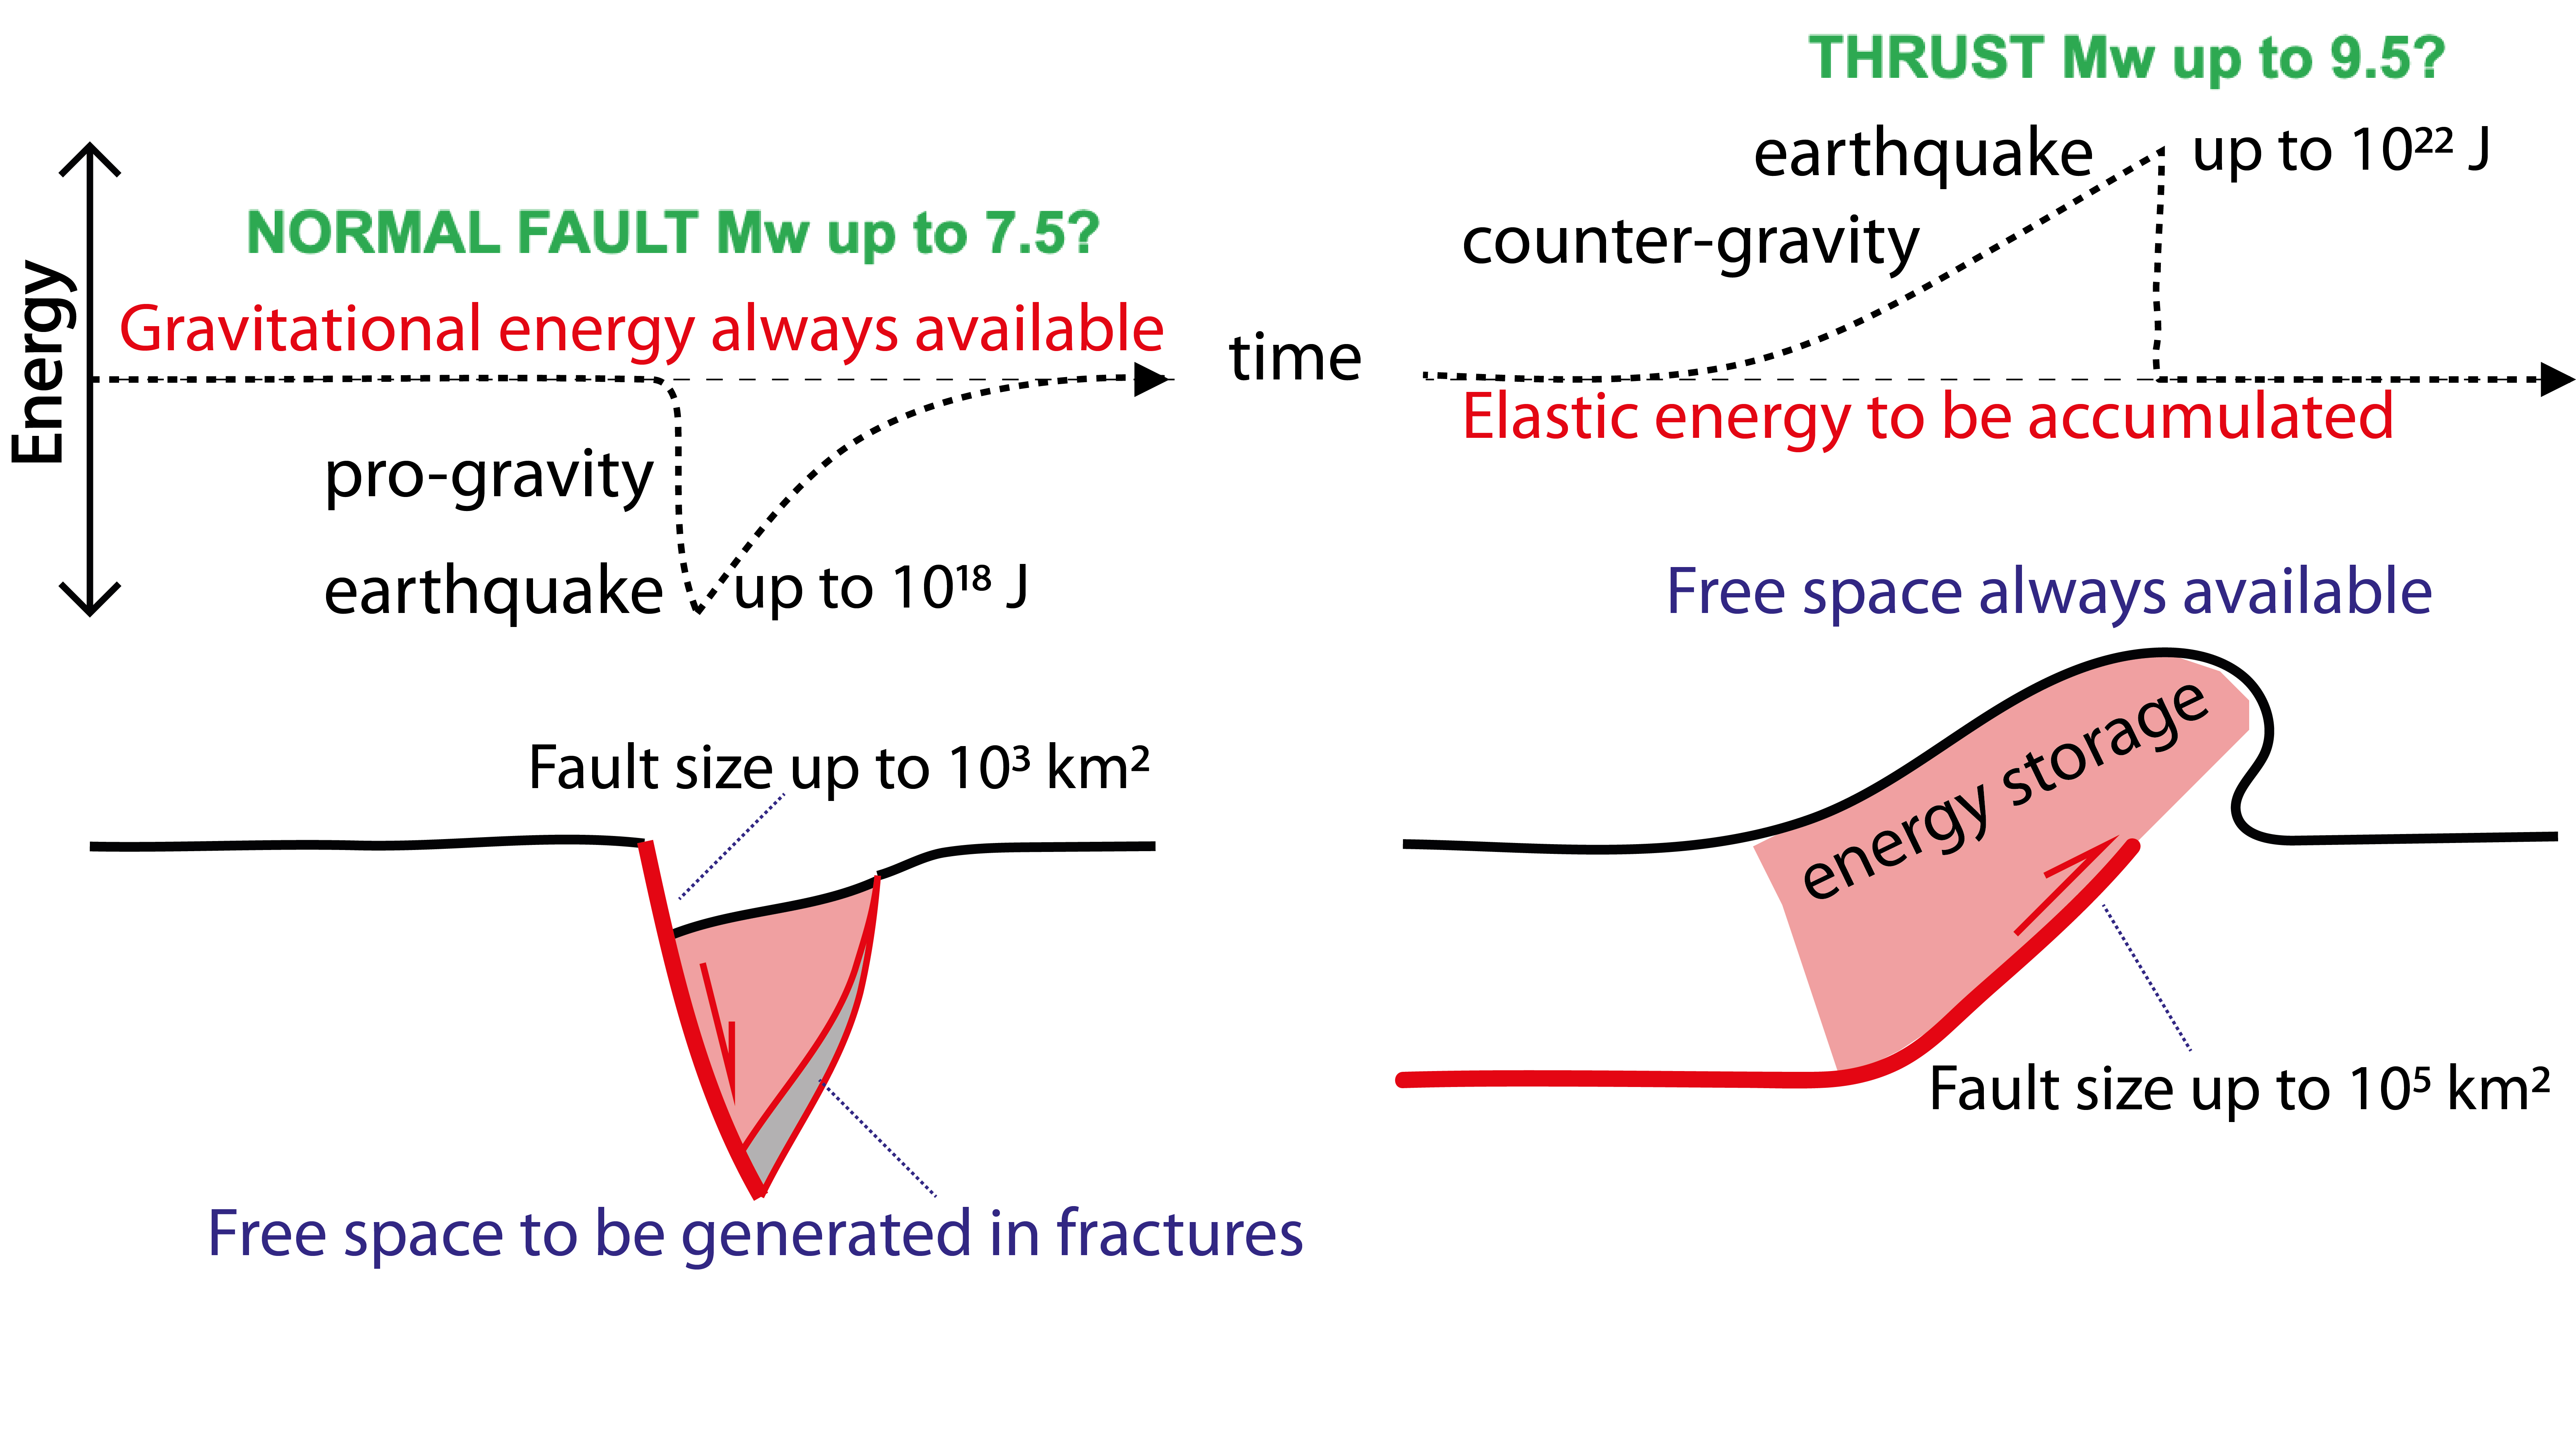 THRUST Mw up to 9.5?
earthquake
up to 10²² J
NORMAL FAULT Mw up to 7.5?
counter-gravity
Energy
Gravitational energy always available
time
Elastic energy to be accumulated
pro-gravity
earthquake
up to 10¹⁸ J
Free space always available
energy storage
Fault size up to 10³ km²
Fault size up to 10⁵ km²
Free space to be generated in fractures